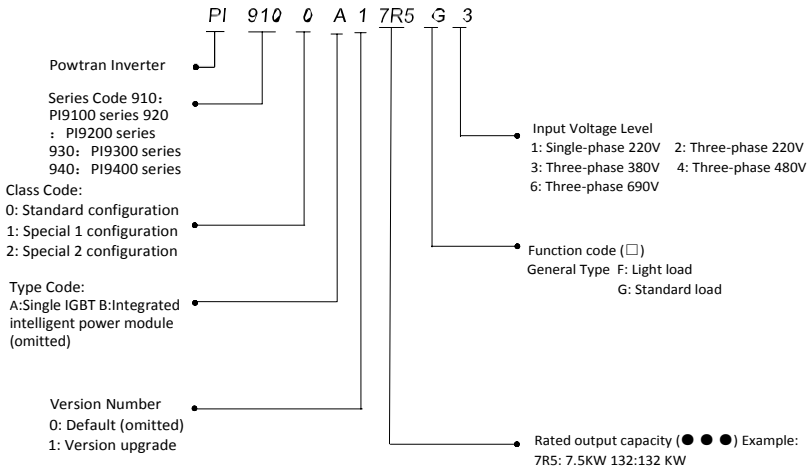 PI 910 0 A 1 7R5 G 3
Powtran Inverter
Series Code 910：
PI9100 series 920
：PI9200 series
930：PI9300 series
940：PI9400 series
Class Code:
0: Standard configuration
1: Special 1 configuration
2: Special 2 configuration
Type Code:
A:Single IGBT B:Integrated
intelligent power module
(omitted)
Version Number
0: Default (omitted)
1: Version upgrade
Input Voltage Level
1: Single-phase 220V 2: Three-phase 220V
3: Three-phase 380V 4: Three-phase 480V
6: Three-phase 690V
Function code (□)
General Type F: Light load
G: Standard load
Rated output capacity (● ● ●) Example:
7R5: 7.5KW 132:132 KW